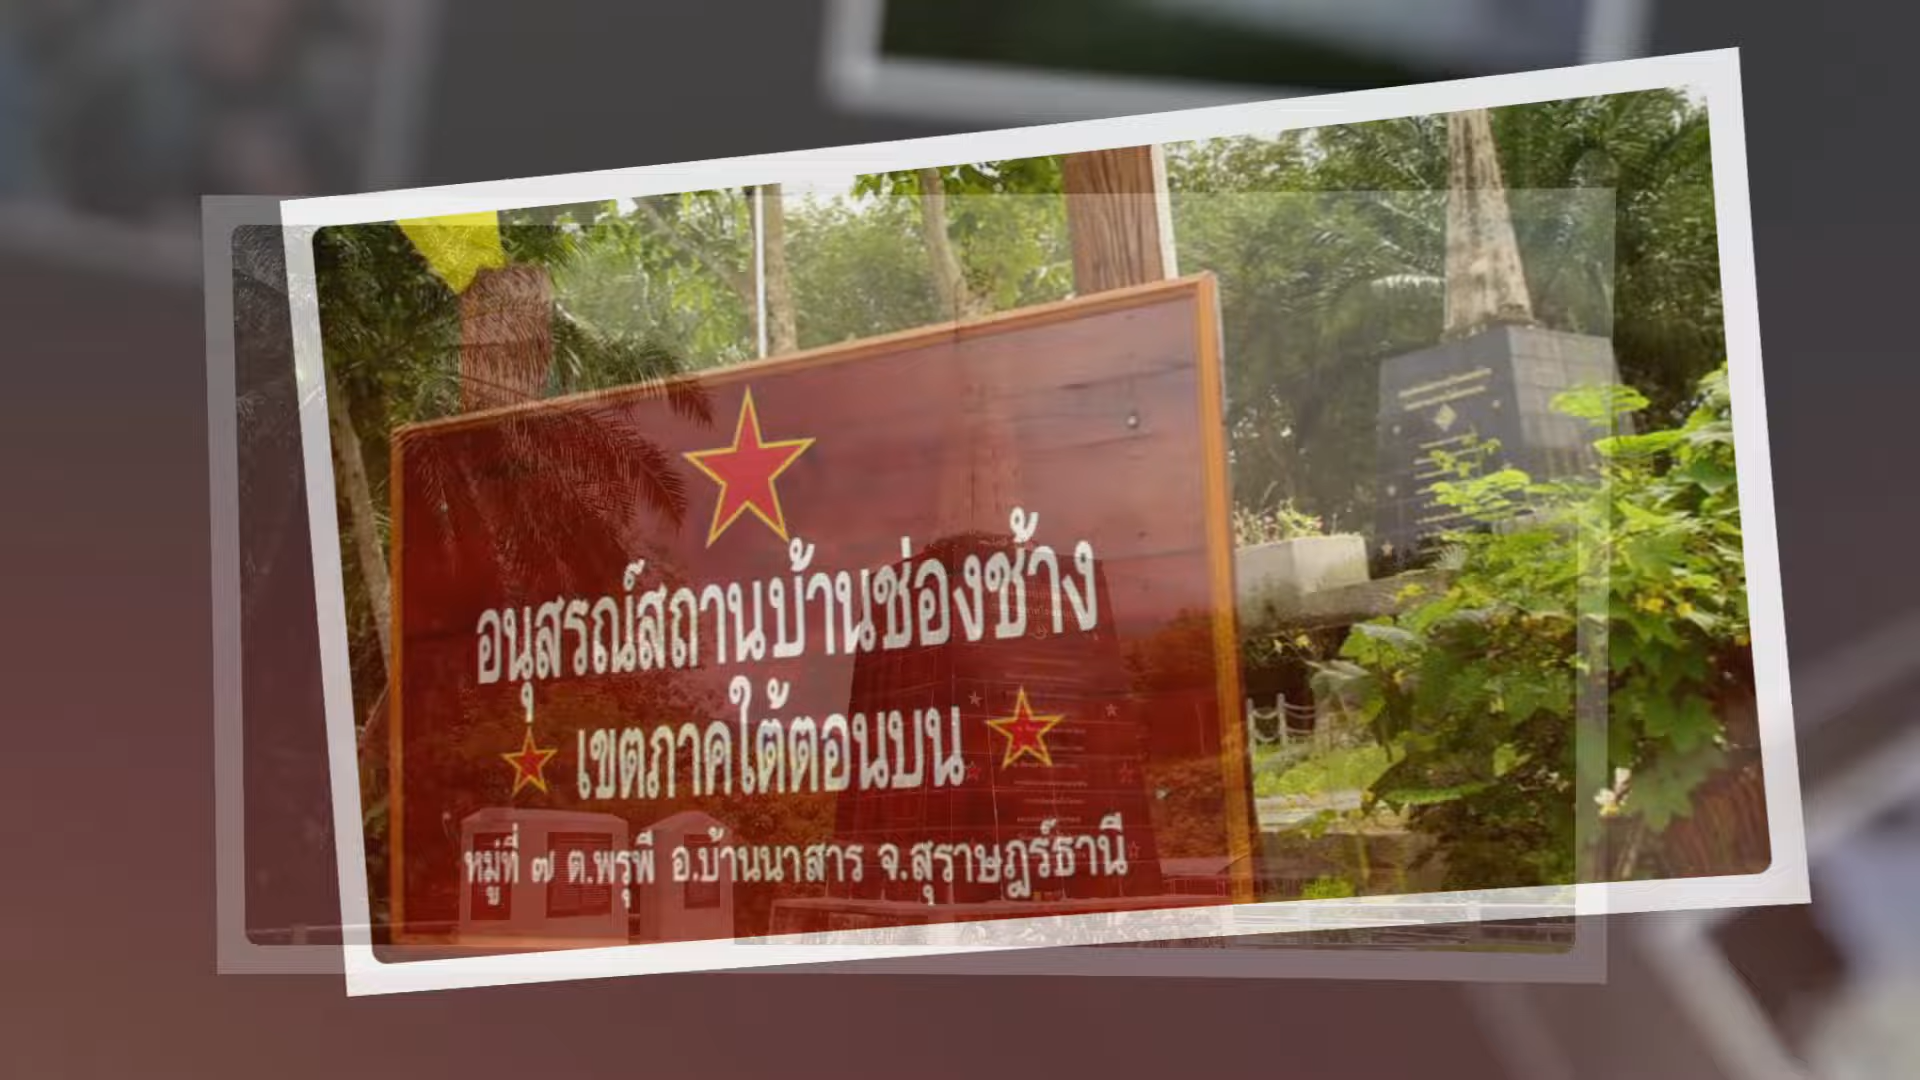 อนุสรณ์สถานบ้านช่องช้าง
เขตภาคใต้ตอนบน
หมู่ที่ ๗ ต.พรุพี อ.บ้านนาสาร จ.สุราษฎร์ธานี